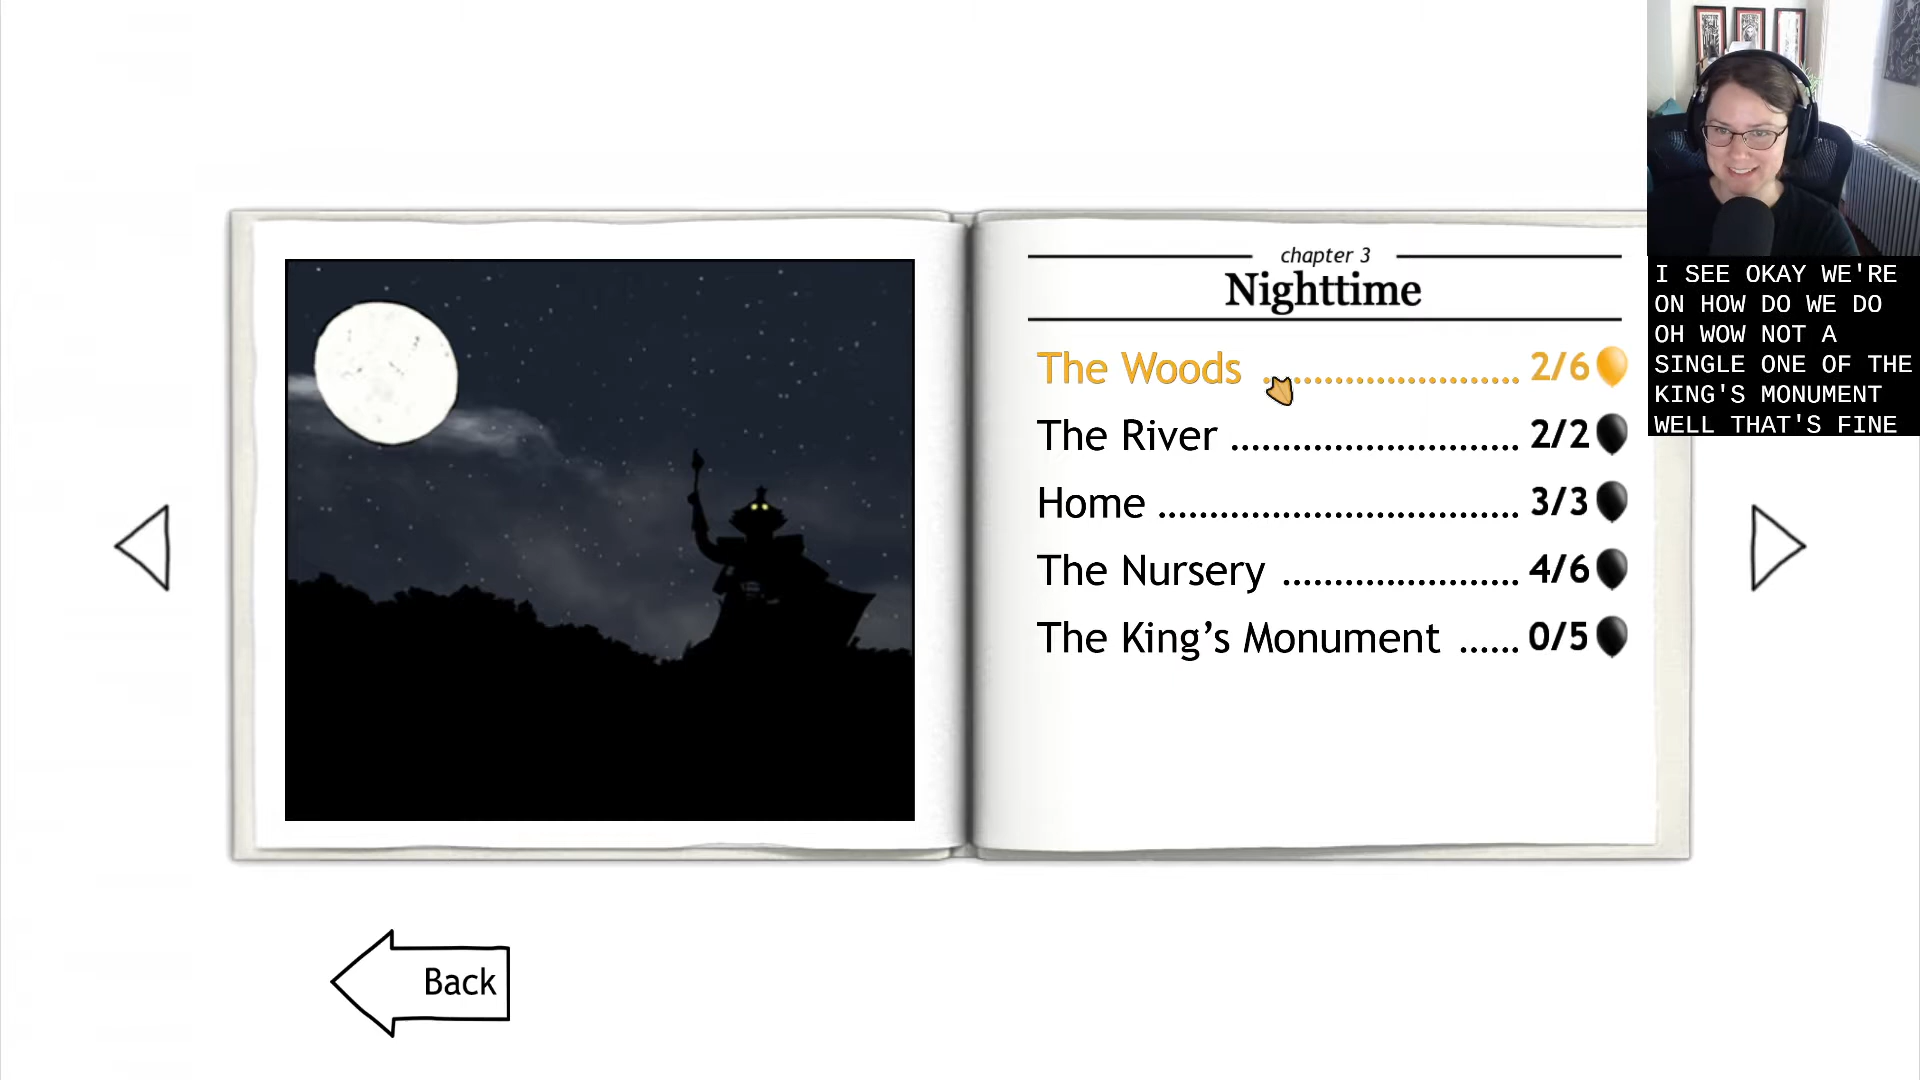 chapter 3
Nighttime
The Woods ......................... 2/6
The River ............................ 2/2
Home ................................... 3/3
The Nursery ....................... 4/6
The King's Monument ...... 0/5
Back
I SEE OKAY WE'RE
ON HOW DO WE DO
OH WOW NOT A
SINGLE ONE OF THE
KING'S MONUMENT
WELL THAT'S FINE